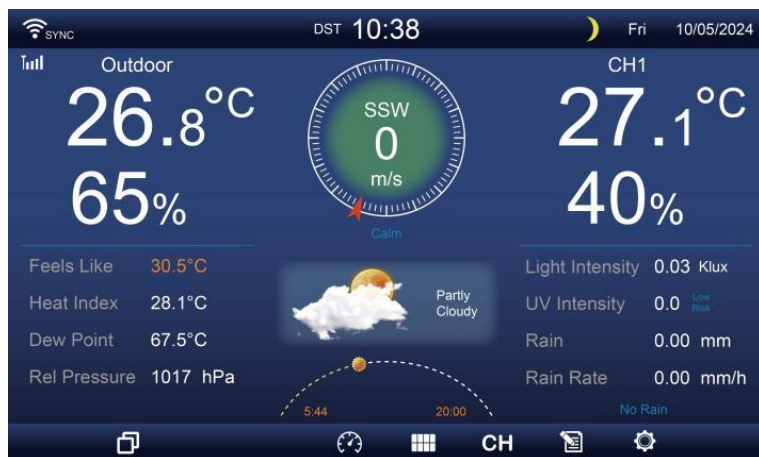 SYNC
DST 10:38
Fri 10/05/2024
Outdoor
26.8°C
65%
SSW
0
m/s
Calm
CH1
27.1°C
40%
Feels Like 30.5°C
Heat Index 28.1°C
Dew Point 67.5°C
Rel Pressure 1017 hPa
Partly
Cloudy
5:44 20:00
Light Intensity 0.03 Klux
UV Intensity 0.0 Low
Risk
Rain 0.00 mm
Rain Rate 0.00 mm/h
No Rain
CH